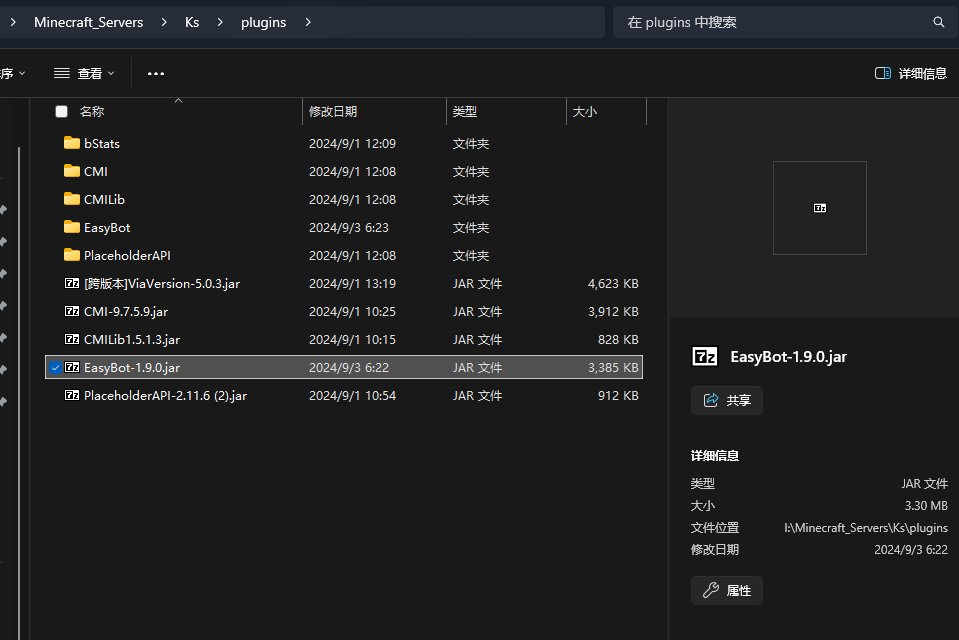 Minecraft_Servers Ks plugins
在 plugins 中搜索
序 查看 ••• 详细信息
名称 修改日期 类型 大小
bStats 2024/9/1 12:09 文件夹
CMI 2024/9/1 12:08 文件夹
CMILib 2024/9/1 12:08 文件夹
EasyBot 2024/9/3 6:23 文件夹
PlaceholderAPI 2024/9/1 12:08 文件夹
[跨版本]ViaVersion-5.0.3.jar 2024/9/1 13:19 JAR 文件 4,623 KB
CMI-9.7.5.9.jar 2024/9/1 10:25 JAR 文件 3,912 KB
CMILib1.5.1.3.jar 2024/9/1 10:15 JAR 文件 828 KB
EasyBot-1.9.0.jar 2024/9/3 6:22 JAR 文件 3,385 KB
PlaceholderAPI-2.11.6 (2).jar 2024/9/1 10:54 JAR 文件 912 KB
EasyBot-1.9.0.jar
共享
详细信息
类型 JAR 文件
大小 3.30 MB
文件位置 I:\Minecraft_Servers\Ks\plugins
修改日期 2024/9/3 6:22
属性